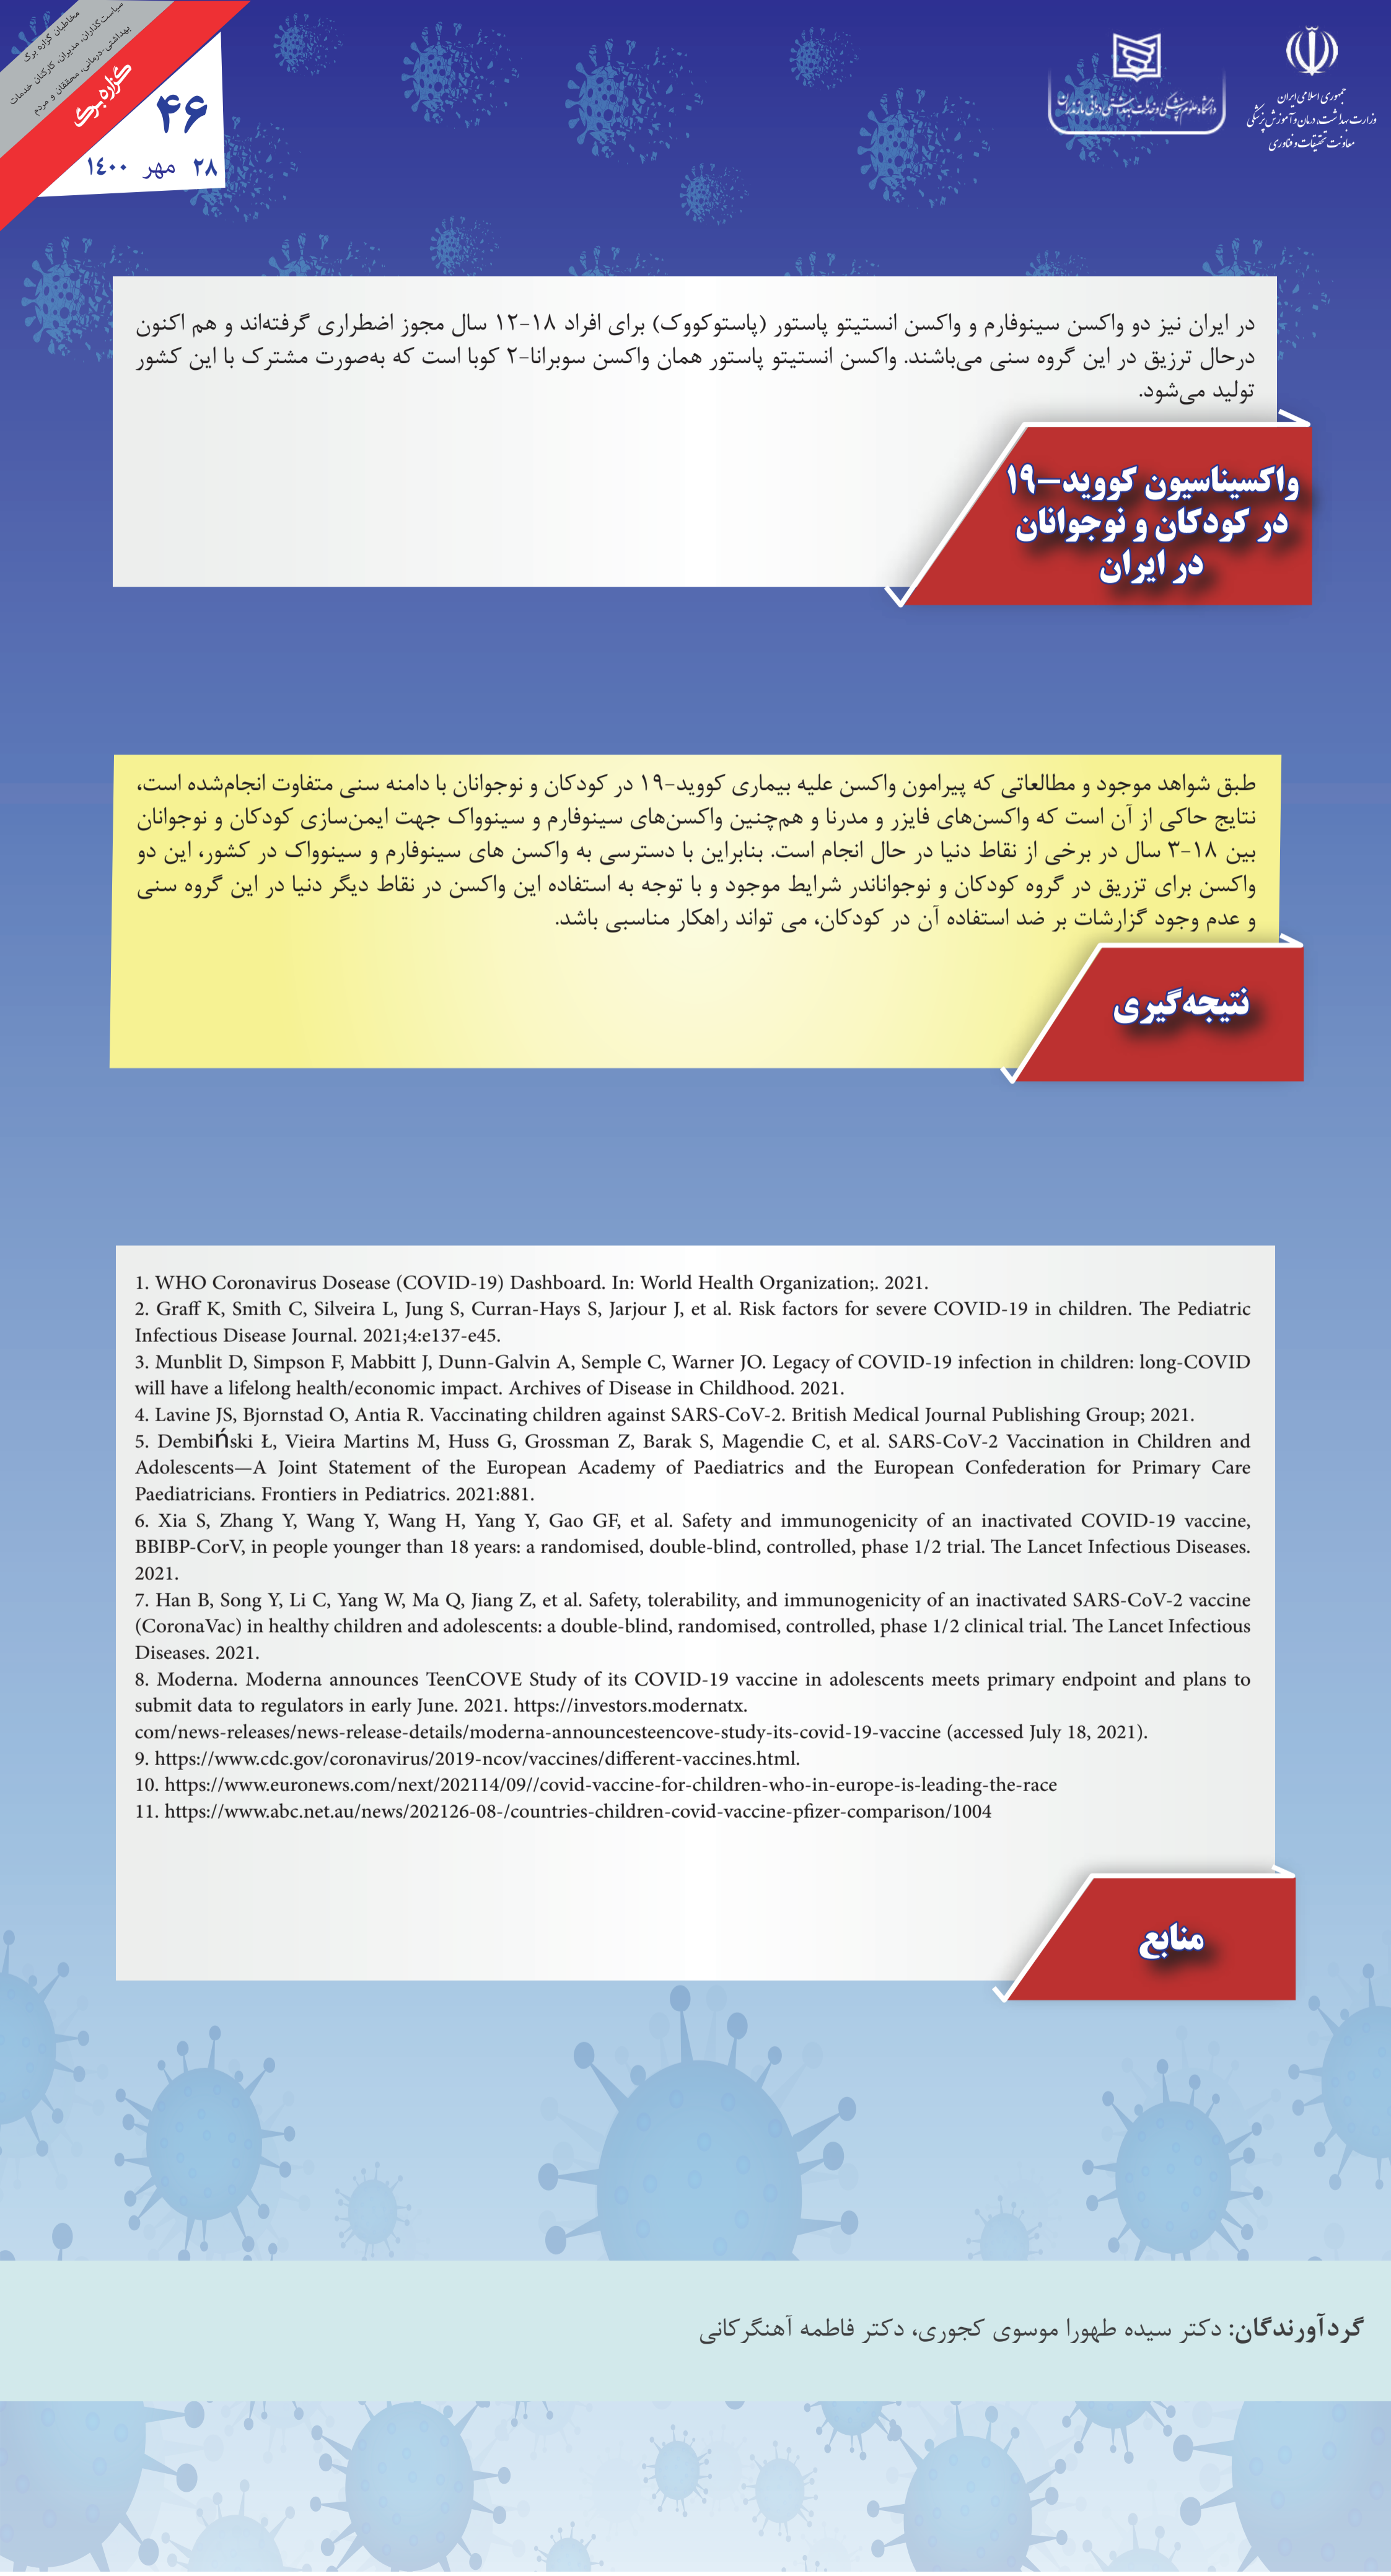 مخاطبان گزاره برگ
سیاست‌گذاران، مدیران، کارکنان خدمات
بهداشتی-درمانی، محققان و مردم
گزاره‌برگ
۴۶
۲۸ مهر ۱٤۰۰
دانشگاه علوم پزشکی و خدمات بهداشتی درمانی مازندران
جمهوری اسلامی ایران
وزارت بهداشت، درمان و آموزش پزشکی
معاونت تحقیقات و فناوری
در ایران نیز دو واکسن سینوفارم و واکسن انستیتو پاستور (پاستوکووک) برای افراد ۱۸-۱۲ سال مجوز اضطراری گرفته‌اند و هم اکنون
درحال ترزیق در این گروه سنی می‌باشند. واکسن انستیتو پاستور همان واکسن سوبرانا-۲ کوبا است که به‌صورت مشترک با این کشور
تولید می‌شود.
واکسیناسیون کووید–۱۹
در کودکان و نوجوانان
در ایران
طبق شواهد موجود و مطالعاتی که پیرامون واکسن علیه بیماری کووید-۱۹ در کودکان و نوجوانان با دامنه سنی متفاوت انجام‌شده است،
نتایج حاکی از آن است که واکسن‌های فایزر و مدرنا و هم‌چنین واکسن‌های سینوفارم و سینوواک جهت ایمن‌سازی کودکان و نوجوانان
بین ۱۸-۳ سال در برخی از نقاط دنیا در حال انجام است. بنابراین با دسترسی به واکسن های سینوفارم و سینوواک در کشور، این دو
واکسن برای تزریق در گروه کودکان و نوجواناندر شرایط موجود و با توجه به استفاده این واکسن در نقاط دیگر دنیا در این گروه سنی
و عدم وجود گزارشات بر ضد استفاده آن در کودکان، می تواند راهکار مناسبی باشد.
نتیجه‌گیری
1. WHO Coronavirus Dosease (COVID-19) Dashboard. In: World Health Organization;. 2021.
2. Graff K, Smith C, Silveira L, Jung S, Curran-Hays S, Jarjour J, et al. Risk factors for severe COVID-19 in children. The Pediatric
Infectious Disease Journal. 2021;4:e137-e45.
3. Munblit D, Simpson F, Mabbitt J, Dunn-Galvin A, Semple C, Warner JO. Legacy of COVID-19 infection in children: long-COVID
will have a lifelong health/economic impact. Archives of Disease in Childhood. 2021.
4. Lavine JS, Bjornstad O, Antia R. Vaccinating children against SARS-CoV-2. British Medical Journal Publishing Group; 2021.
5. Dembiński Ł, Vieira Martins M, Huss G, Grossman Z, Barak S, Magendie C, et al. SARS-CoV-2 Vaccination in Children and
Adolescents—A Joint Statement of the European Academy of Paediatrics and the European Confederation for Primary Care
Paediatricians. Frontiers in Pediatrics. 2021:881.
6. Xia S, Zhang Y, Wang Y, Wang H, Yang Y, Gao GF, et al. Safety and immunogenicity of an inactivated COVID-19 vaccine,
BBIBP-CorV, in people younger than 18 years: a randomised, double-blind, controlled, phase 1/2 trial. The Lancet Infectious Diseases.
2021.
7. Han B, Song Y, Li C, Yang W, Ma Q, Jiang Z, et al. Safety, tolerability, and immunogenicity of an inactivated SARS-CoV-2 vaccine
(CoronaVac) in healthy children and adolescents: a double-blind, randomised, controlled, phase 1/2 clinical trial. The Lancet Infectious
Diseases. 2021.
8. Moderna. Moderna announces TeenCOVE Study of its COVID-19 vaccine in adolescents meets primary endpoint and plans to
submit data to regulators in early June. 2021. https://investors.modernatx.
com/news-releases/news-release-details/moderna-announcesteencove-study-its-covid-19-vaccine (accessed July 18, 2021).
9. https://www.cdc.gov/coronavirus/2019-ncov/vaccines/different-vaccines.html.
10. https://www.euronews.com/next/202114/09//covid-vaccine-for-children-who-in-europe-is-leading-the-race
11. https://www.abc.net.au/news/202126-08-/countries-children-covid-vaccine-pfizer-comparison/1004
منابع
گردآورندگان: دکتر سیده طهورا موسوی کجوری، دکتر فاطمه آهنگرکانی